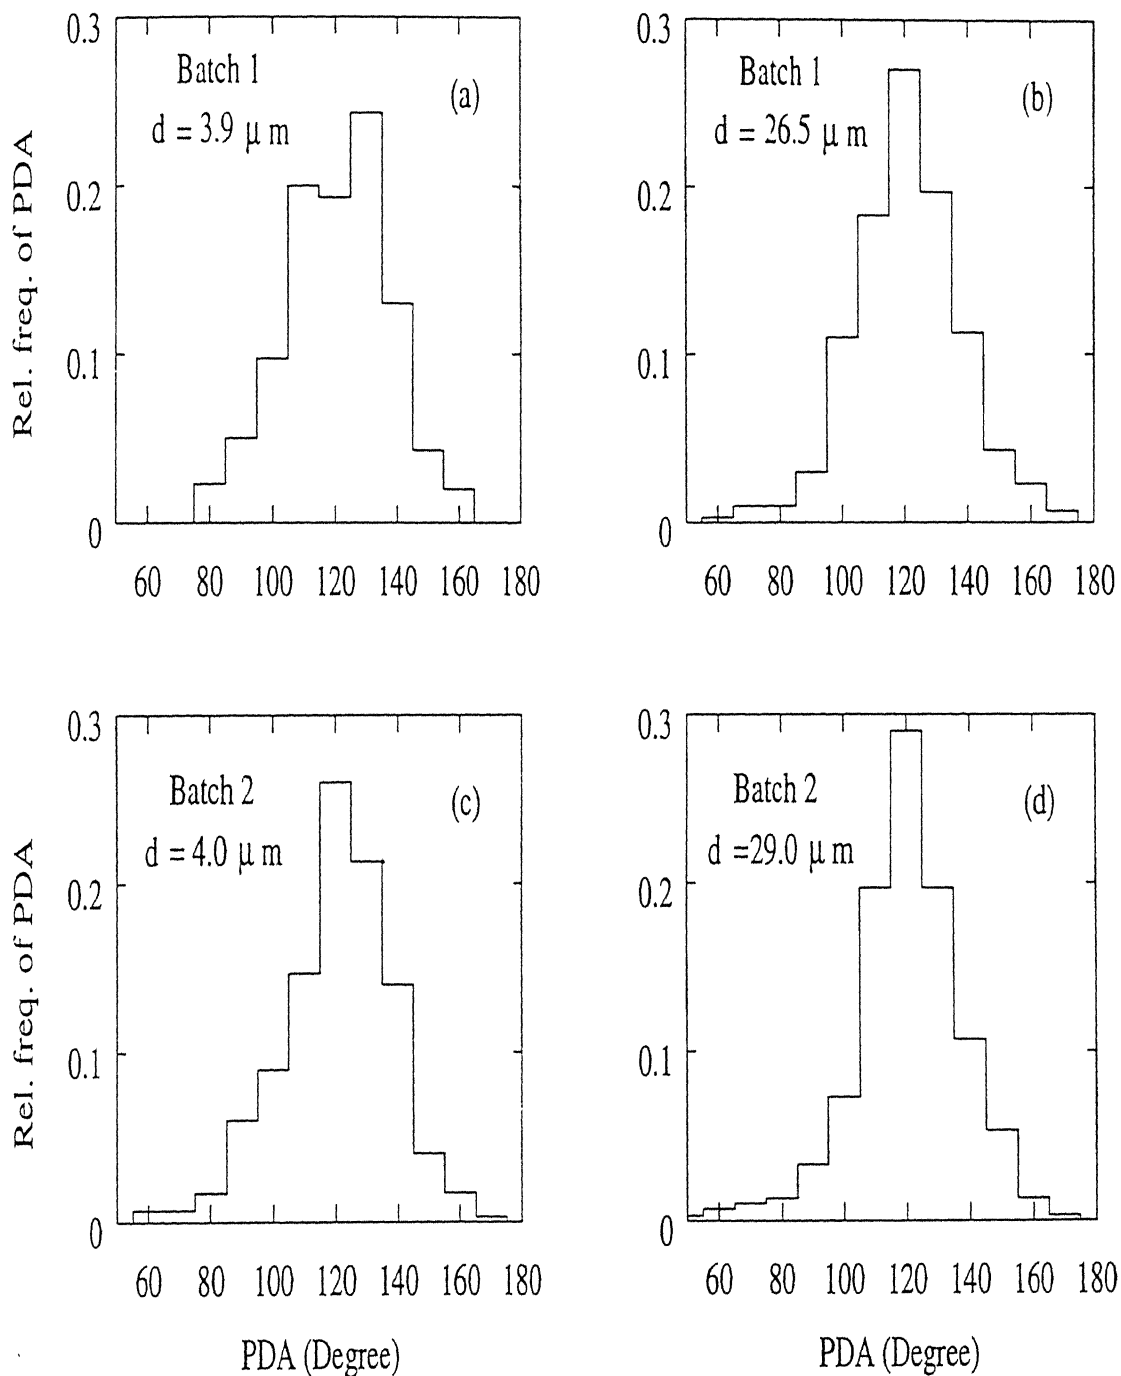 0.3
0.2
0.1
0
Rel. freq. of PDA
Batch 1
d = 3.9 μ m
(a)
60 80 100 120 140 160 180
0.3
0.2
0.1
0
Batch 1
d = 26.5 μ m
(b)
60 80 100 120 140 160 180
0.3
0.2
0.1
0
Rel. freq. of PDA
Batch 2
d = 4.0 μ m
(c)
60 80 100 120 140 160 180
PDA (Degree)
0.3
0.2
0.1
0
Batch 2
d =29.0 μ m
(d)
60 80 100 120 140 160 180
PDA (Degree)